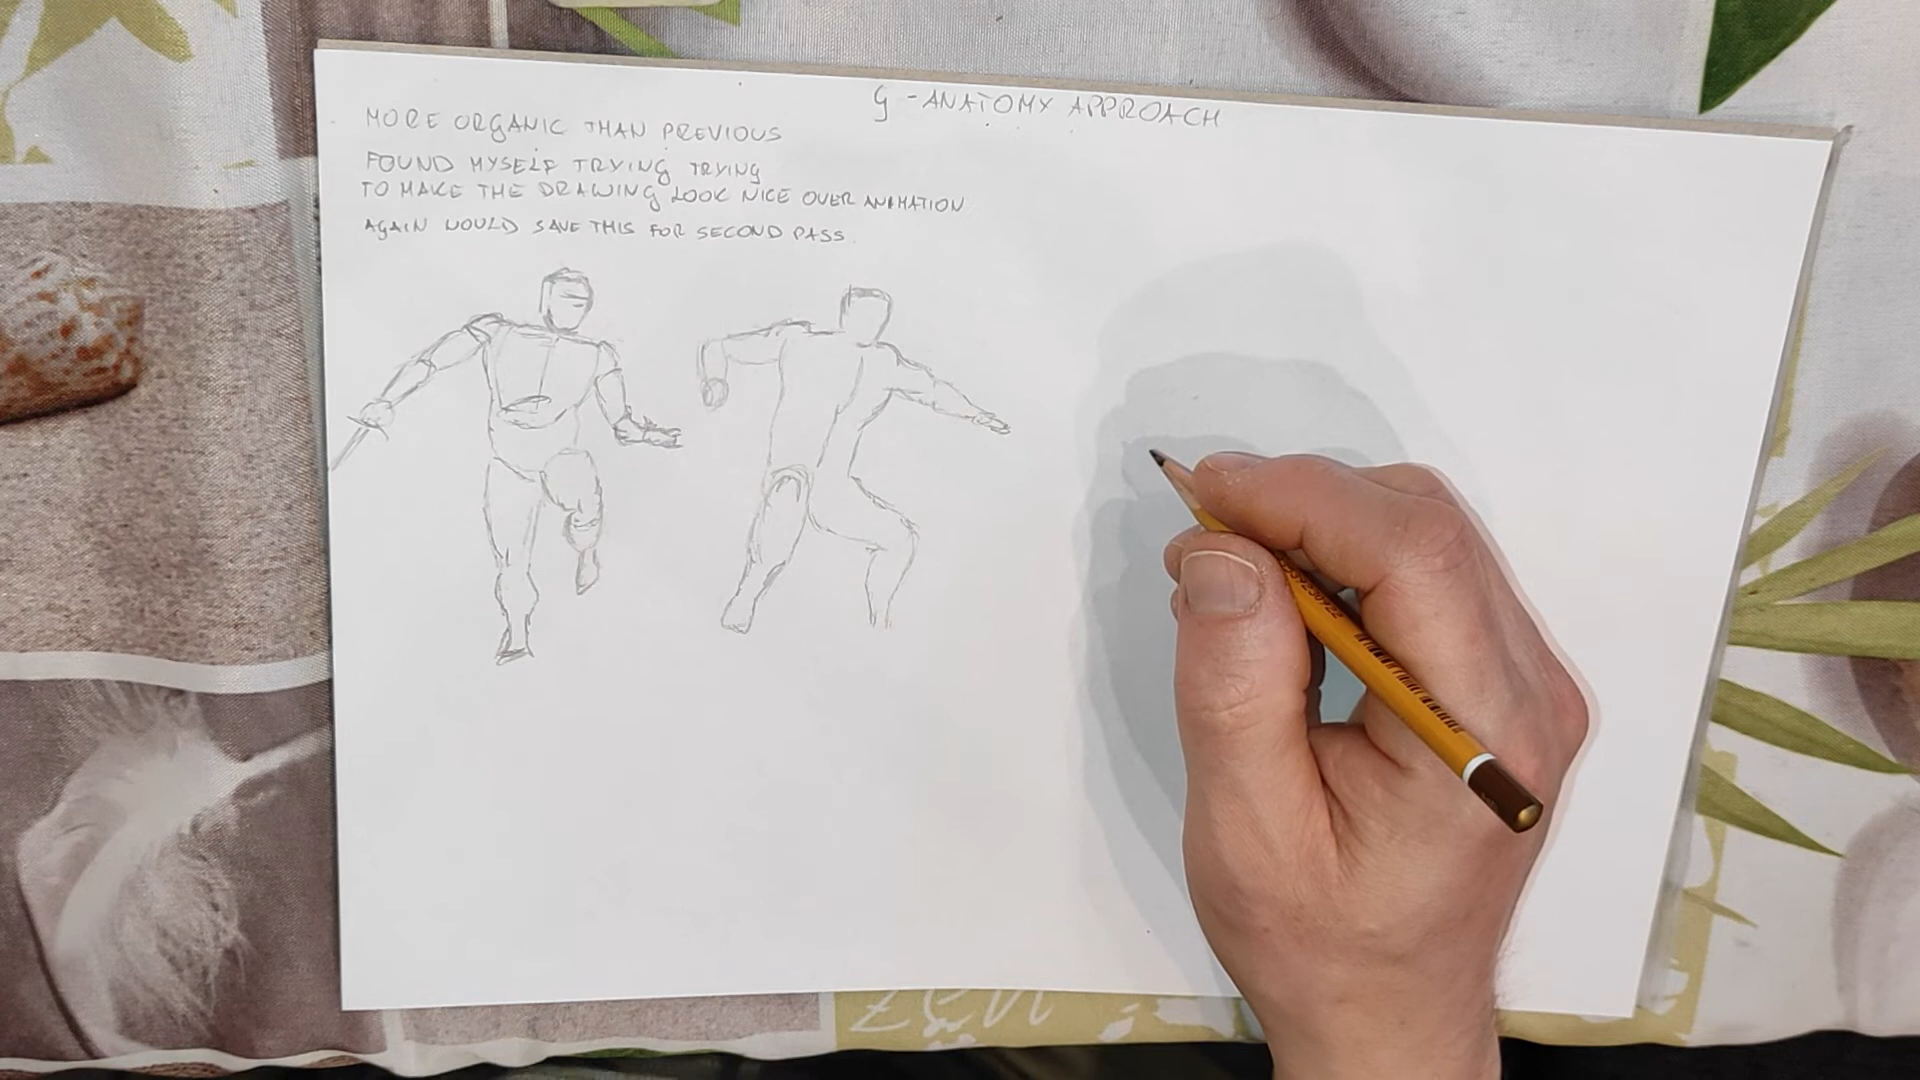 9 - ANATOMY APPROACH
MORE ORGANIC THAN PREVIOUS
FOUND MYSELF TRYING TRYING
TO MAKE THE DRAWING LOOK NICE OVER ANIMATION
AGAIN WOULD SAVE THIS FOR SECOND PASS.
zen